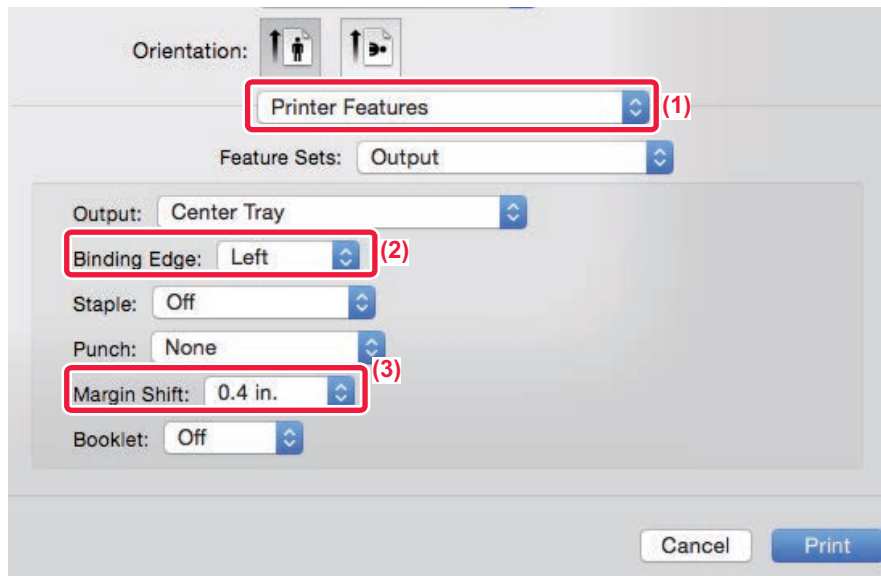 Orientation:
Printer Features (1)
Feature Sets: Output
Output: Center Tray
Binding Edge: Left (2)
Staple: Off
Punch: None
(3)
Margin Shift: 0.4 in.
Booklet: Off
Cancel Print